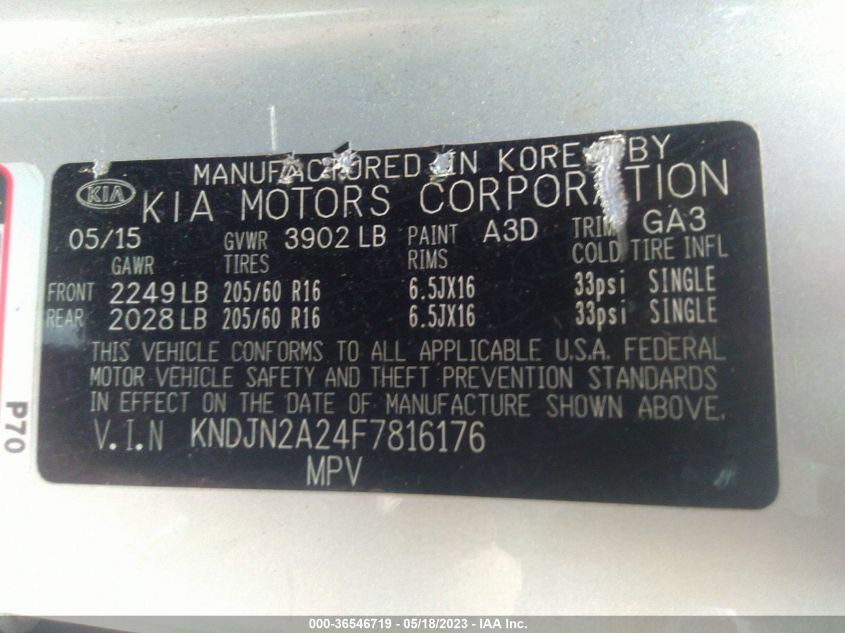 MANUFACTURED IN KOREA BY
KIA
KIA MOTORS CORPORATION
05/15 GVWR 3902 LB PAINT A3D TRIM GA3
GAWR TIRES RIMS COLD TIRE INFL
FRONT 2249 LB 205/60 R16 6.5JX16 33psi SINGLE
REAR 2028 LB 205/60 R16 6.5JX16 33psi SINGLE
THIS VEHICLE CONFORMS TO ALL APPLICABLE U.S.A. FEDERAL
MOTOR VEHICLE SAFETY AND THEFT PREVENTION STANDARDS
IN EFFECT ON THE DATE OF MANUFACTURE SHOWN ABOVE.
V.I.N KNDJN2A24F7816176
MPV
P70
000-36546719 - 05/18/2023 - IAA Inc.